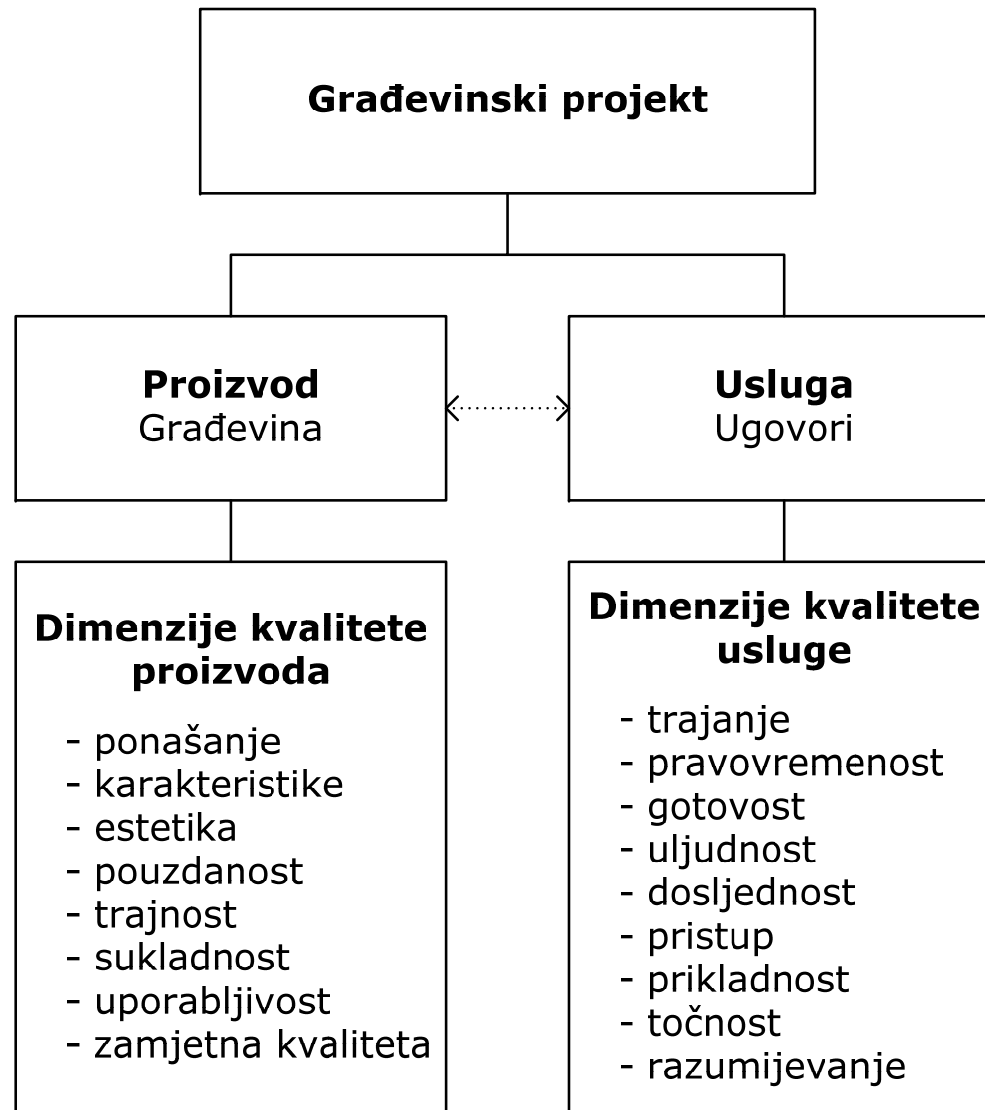 Građevinski projekt
Proizvod
Građevina
Usluga
Ugovori
Dimenzije kvalitete
proizvoda
- ponašanje
- karakteristike
- estetika
- pouzdanost
- trajnost
- sukladnost
- uporabljivost
- zamjetna kvaliteta
Dimenzije kvalitete
usluge
- trajanje
- pravovremenost
- gotovost
- uljudnost
- dosljednost
- pristup
- prikladnost
- točnost
- razumijevanje